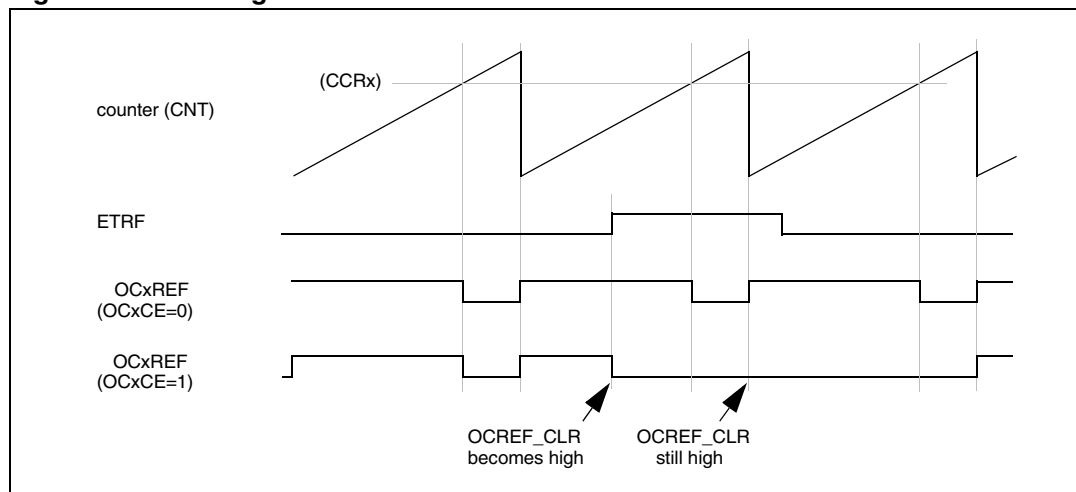 (CCRx)
counter (CNT)
ETRF
OCxREF
(OCxCE=0)
OCxREF
(OCxCE=1)
OCREF_CLR
becomes high
OCREF_CLR
still high